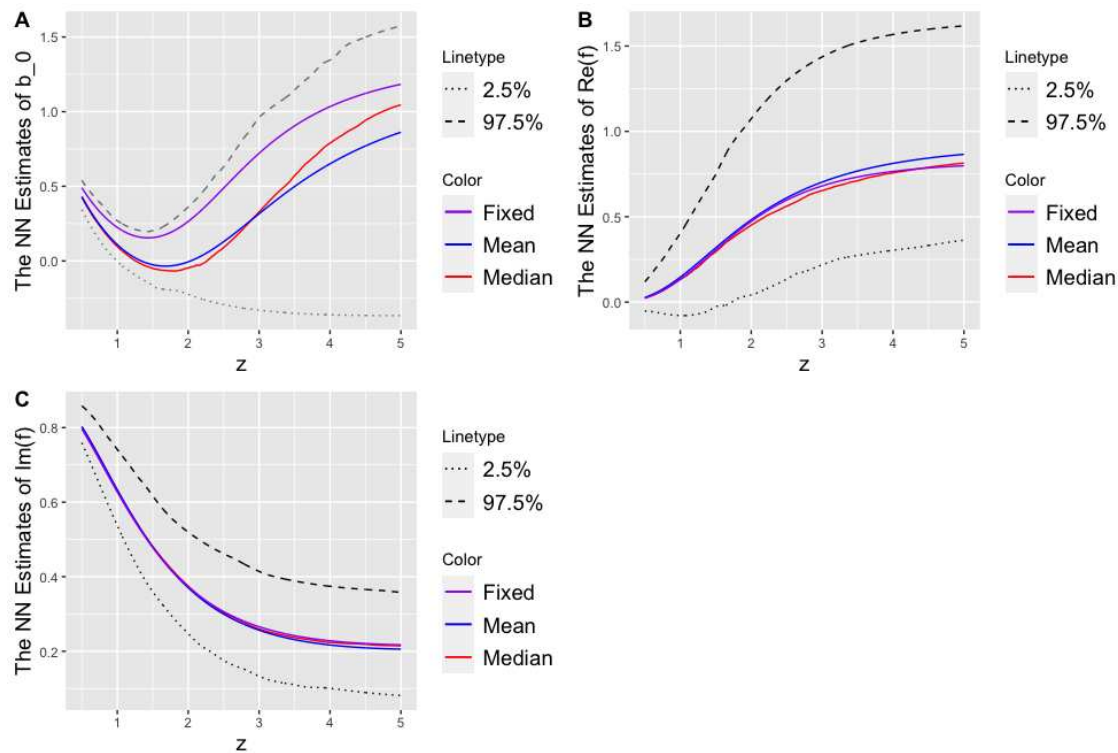 A
The NN Estimates of b_0
1.5
1.0
0.5
0.0
1 2 3 4 5
z
Linetype
2.5%
97.5%
Color
Fixed
Mean
Median
B
The NN Estimates of Re(f)
1.5
1.0
0.5
0.0
1 2 3 4 5
z
Linetype
2.5%
97.5%
Color
Fixed
Mean
Median
C
The NN Estimates of Im(f)
0.8
0.6
0.4
0.2
1 2 3 4 5
z
Linetype
2.5%
97.5%
Color
Fixed
Mean
Median